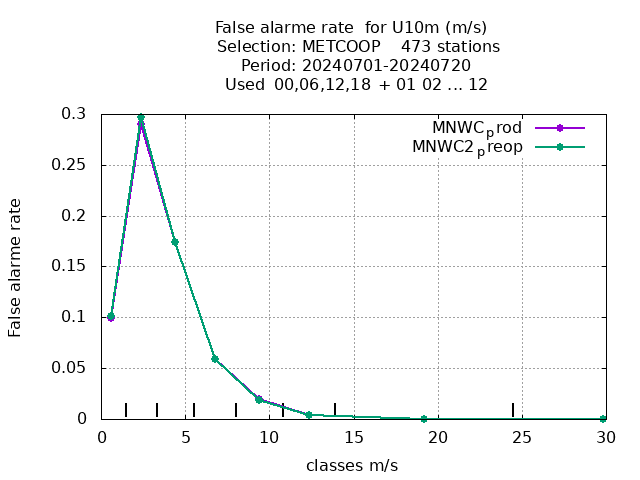 False alarme rate  for U10m (m/s)
Selection: METCOOP    473 stations
Period: 20240701-20240720
Used  00,06,12,18 + 01 02 ... 12
MNWC_prod
MNWC2_preop
0.3
0.25
0.2
0.15
0.1
0.05
0
False alarme rate
0 5 10 15 20 25 30
classes m/s